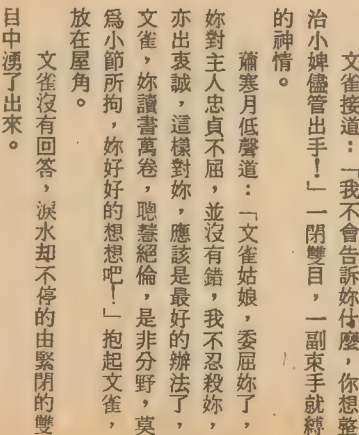 文雀接道：「我不會告訴妳什麼，你想整
治小婢儘管出手！」一閉雙目，一副束手就縛
的神情。
蕭寒月低聲道：「文雀姑娘，委屈妳了，
妳對主人忠貞不屈，並沒有錯，我不忍殺妳，
亦出衷誠，這樣對妳，應該是最好的辦法了，
文雀，妳讀書萬卷，聰慧絕倫，是非分野，莫
爲小節所拘，妳好好的想想吧！」抱起文雀，
放在屋角。
文雀沒有回答，淚水却不停的由緊閉的雙
目中湧了出來。